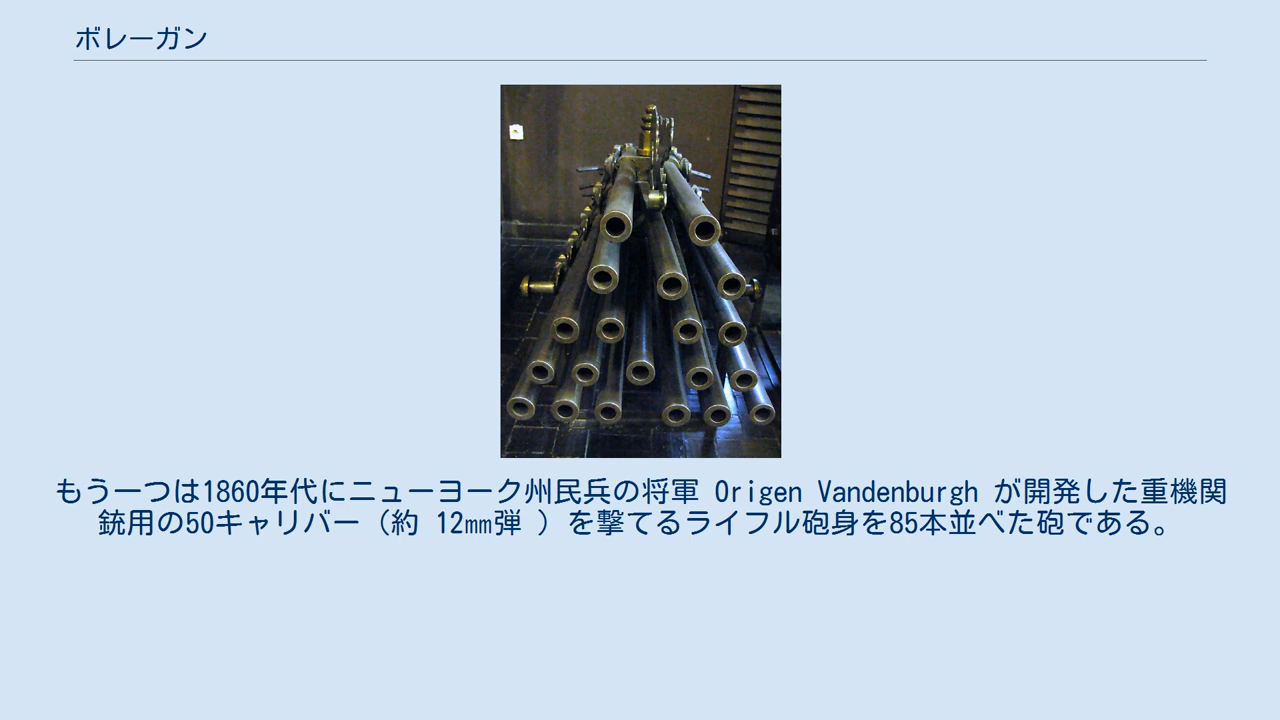 ボレーガン
もう一つは1860年代にニューヨーク州民兵の将軍 Origen Vandenburgh が開発した重機関
銃用の50キャリバー（約 12㎜弾 ）を撃てるライフル砲身を85本並べた砲である。